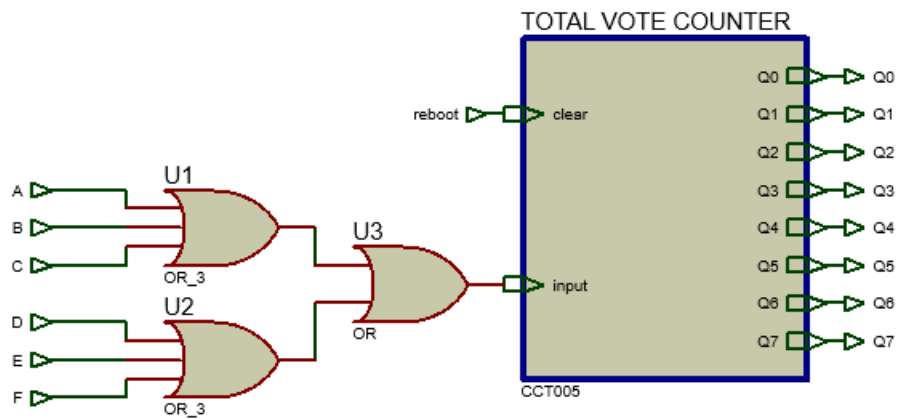 TOTAL VOTE COUNTER
Q0 Q0
reboot clear Q1 Q1
Q2 Q2
U1
A
Q3 Q3
B
U3
Q4 Q4
C
Q5 Q5
OR_3
input
U2
Q6 Q6
D
OR
Q7 Q7
E
CCT005
F
OR_3